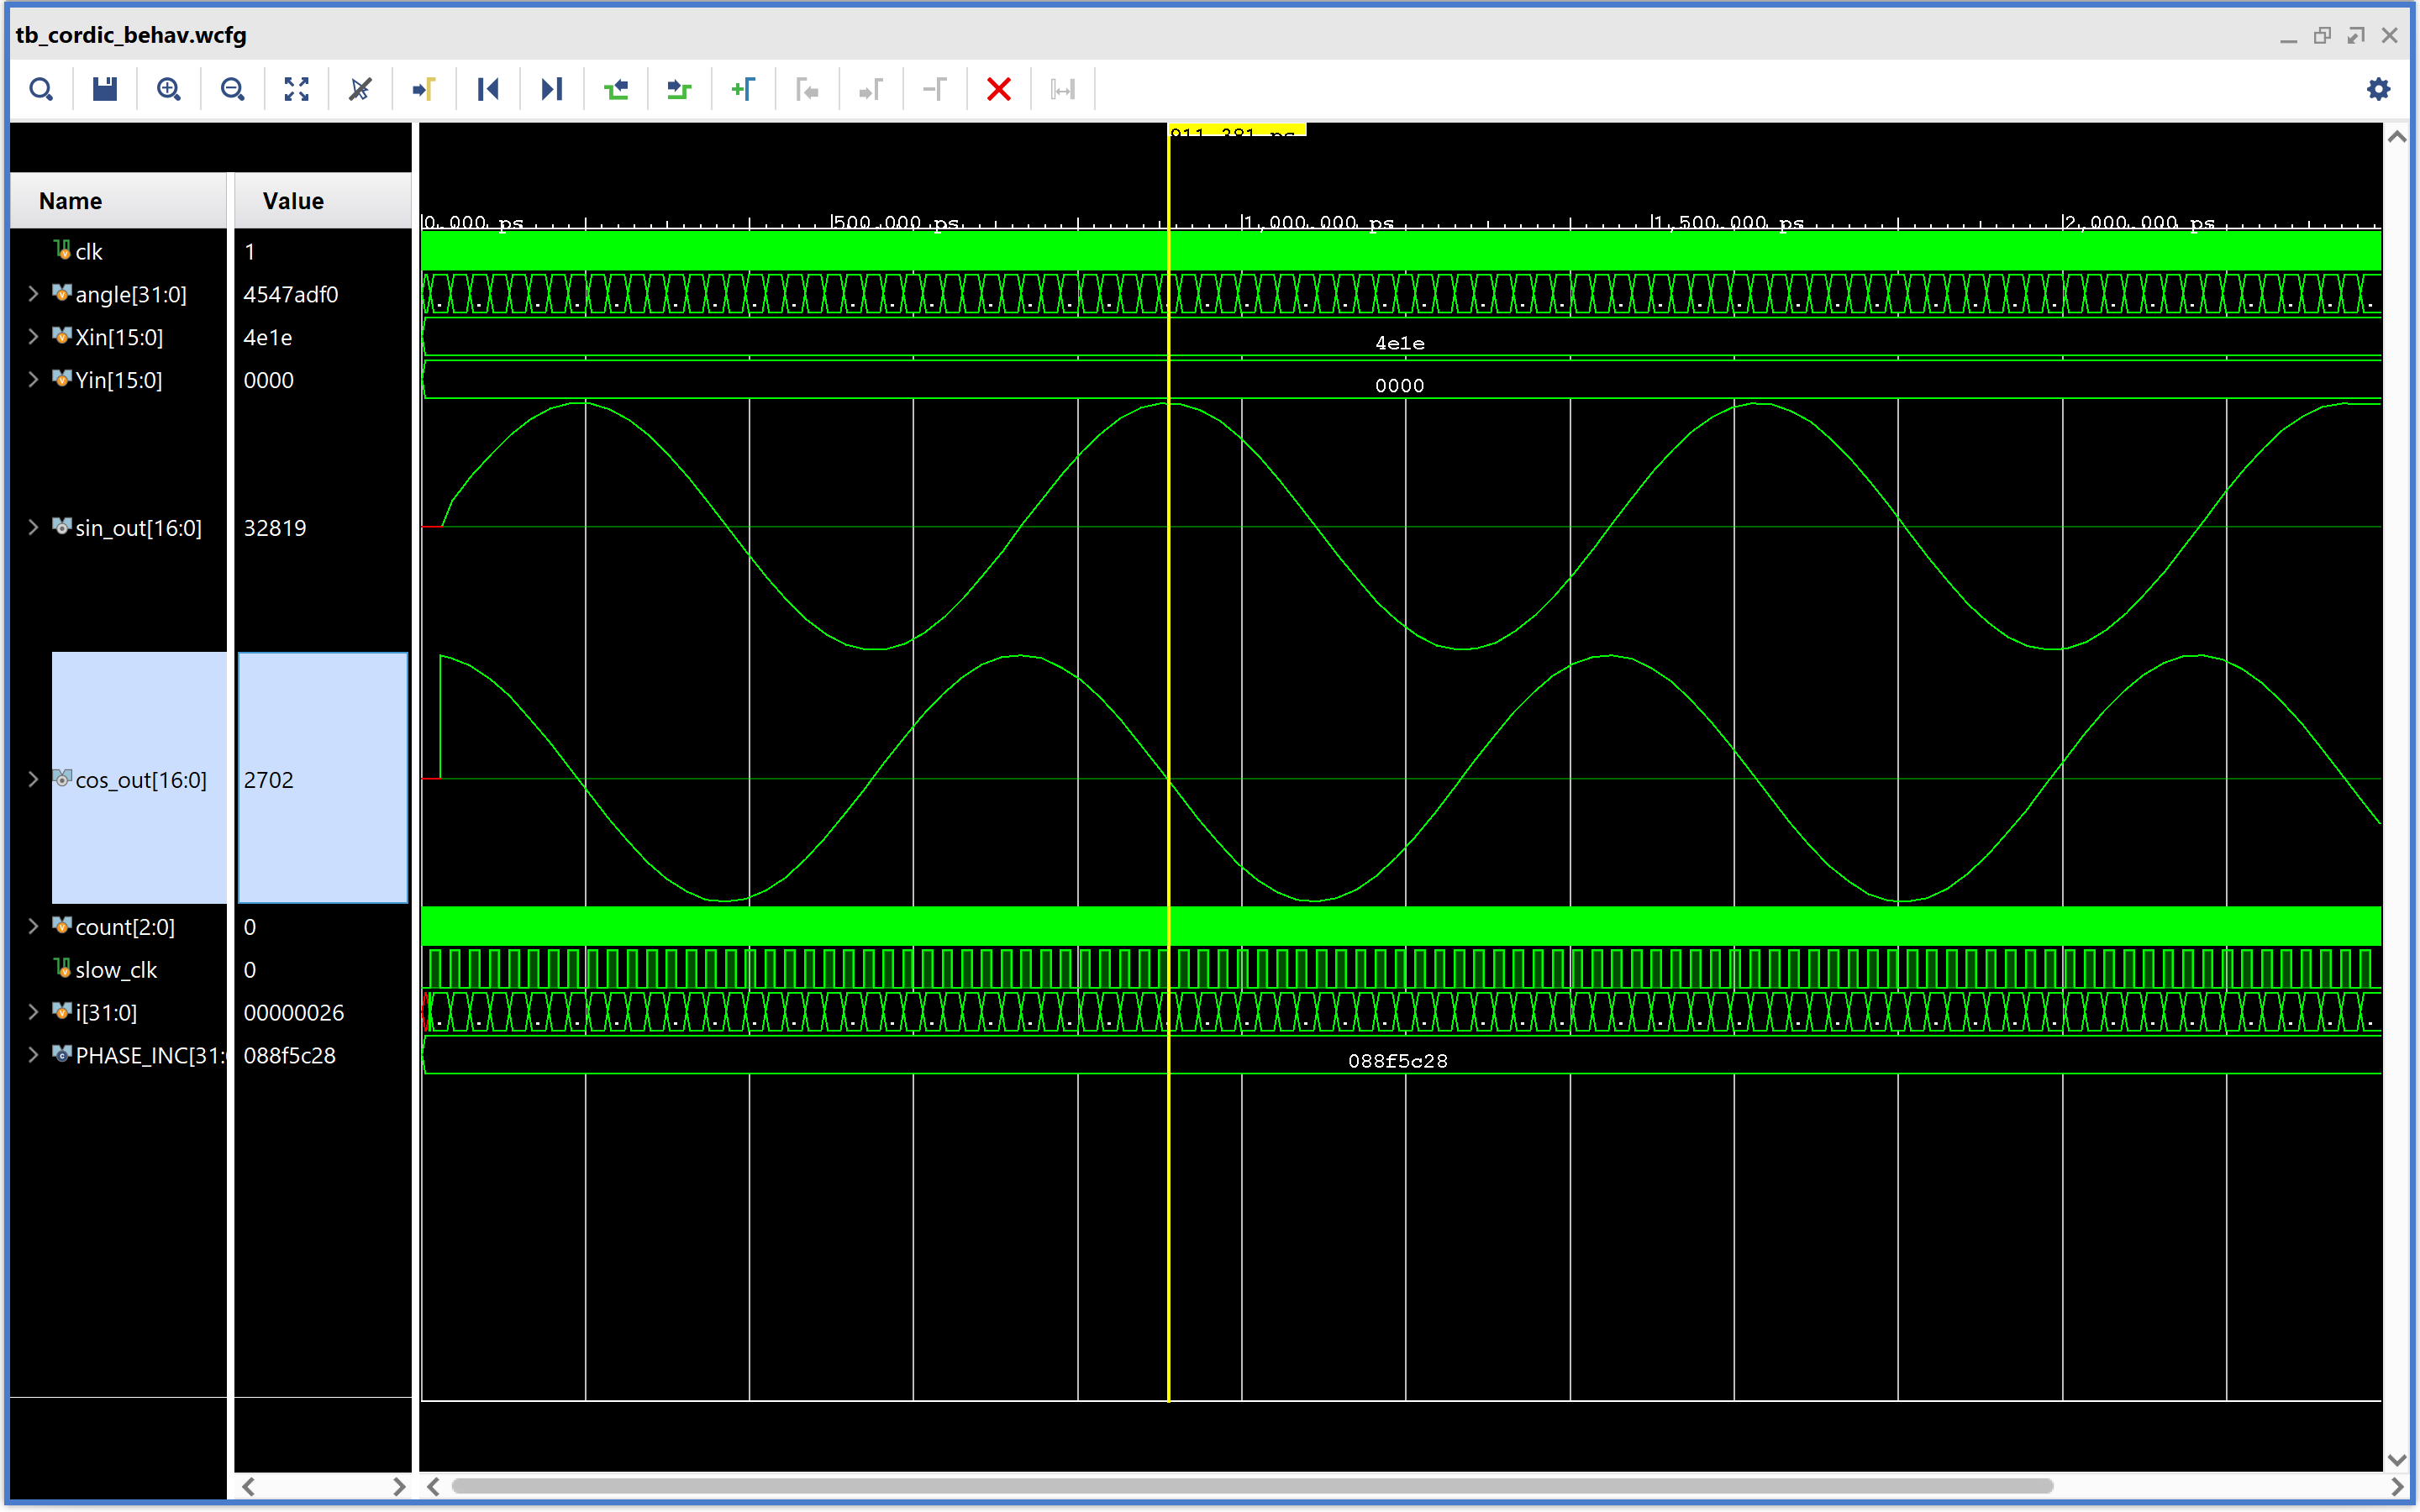 tb_cordic_behav.wcfg
911,381 ps
Name Value
0.000 ps 500,000 ps 1,000,000 ps 1,500,000 ps 2,000,000 ps
clk 1
angle[31:0] 4547adf0
Xin[15:0] 4e1e 4e1e
Yin[15:0] 0000 0000
sin_out[16:0] 32819
cos_out[16:0] 2702
count[2:0] 0
slow_clk 0
i[31:0] 00000026
PHASE_INC[31: 088f5c28 088f5c28